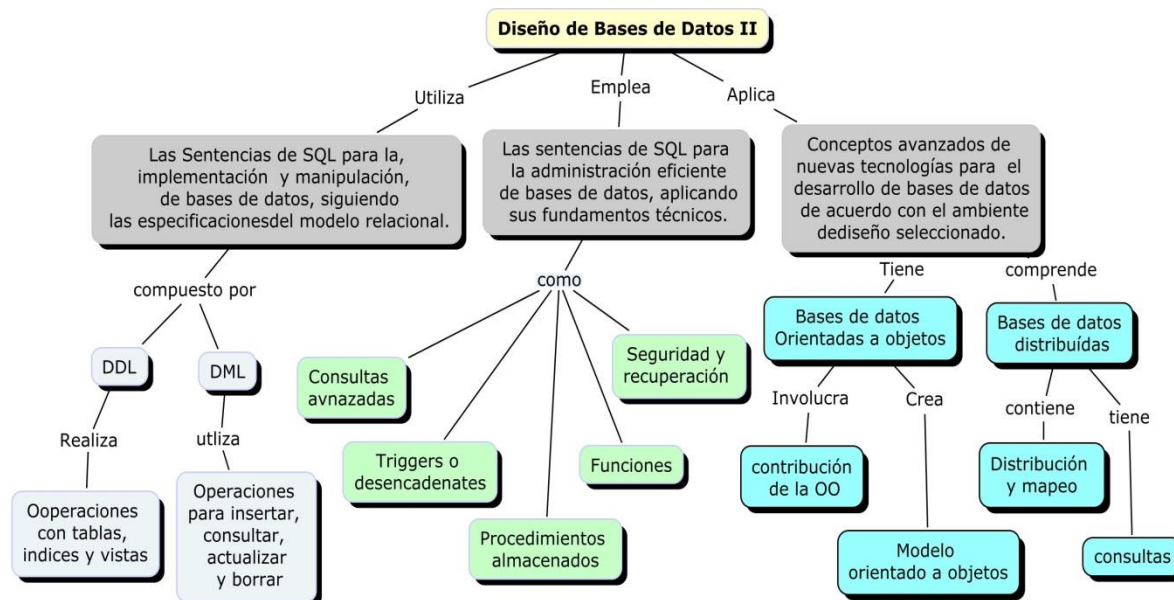 Diseño de Bases de Datos II
Utiliza
Emplea
Aplica
Las Sentencias de SQL para la,
implementación y manipulación,
de bases de datos, siguiendo
las especificacionesdel modelo relacional.
Las sentencias de SQL para
la administración eficiente
de bases de datos, aplicando
sus fundamentos técnicos.
Conceptos avanzados de
nuevas tecnologías para el
desarrollo de bases de datos
de acuerdo con el ambiente
dediseño seleccionado.
compuesto por
como
Tiene
comprende
DDL
DML
Realiza
utliza
Ooperaciones
con tablas,
indices y vistas
Operaciones
para insertar,
consultar,
actualizar
y borrar
Consultas
avnazadas
Triggers o
desencadenates
Procedimientos
almacenados
Funciones
Seguridad y
recuperación
Bases de datos
Orientadas a objetos
Bases de datos
distribuídas
Involucra
Crea
contiene
tiene
contribución
de la OO
Modelo
orientado a objetos
Distribución
y mapeo
consultas